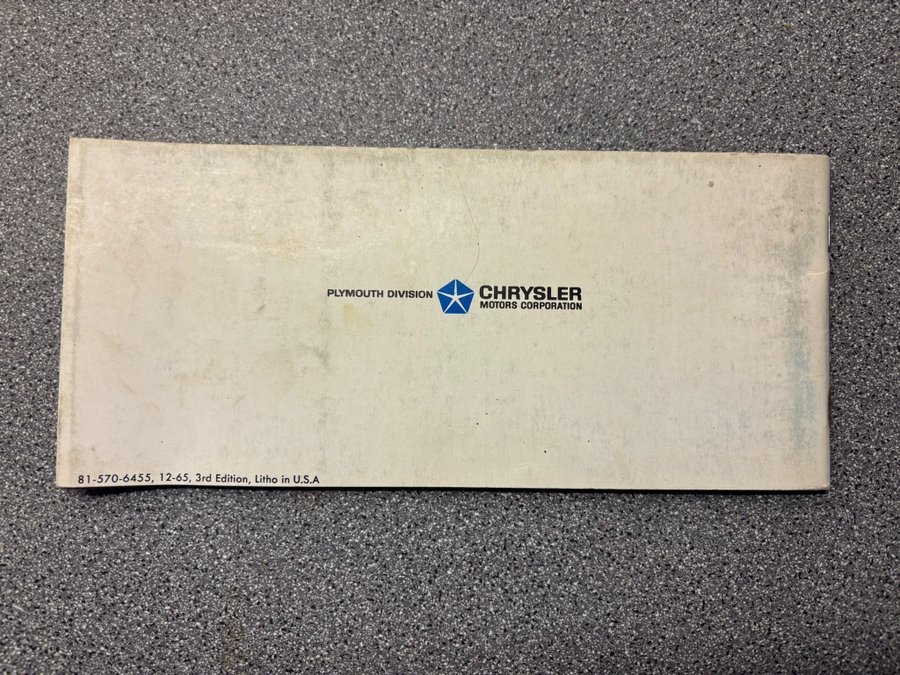 PLYMOUTH DIVISION CHRYSLER
MOTORS CORPORATION
81-570-6455, 12-65, 3rd Edition, Litho in U.S.A